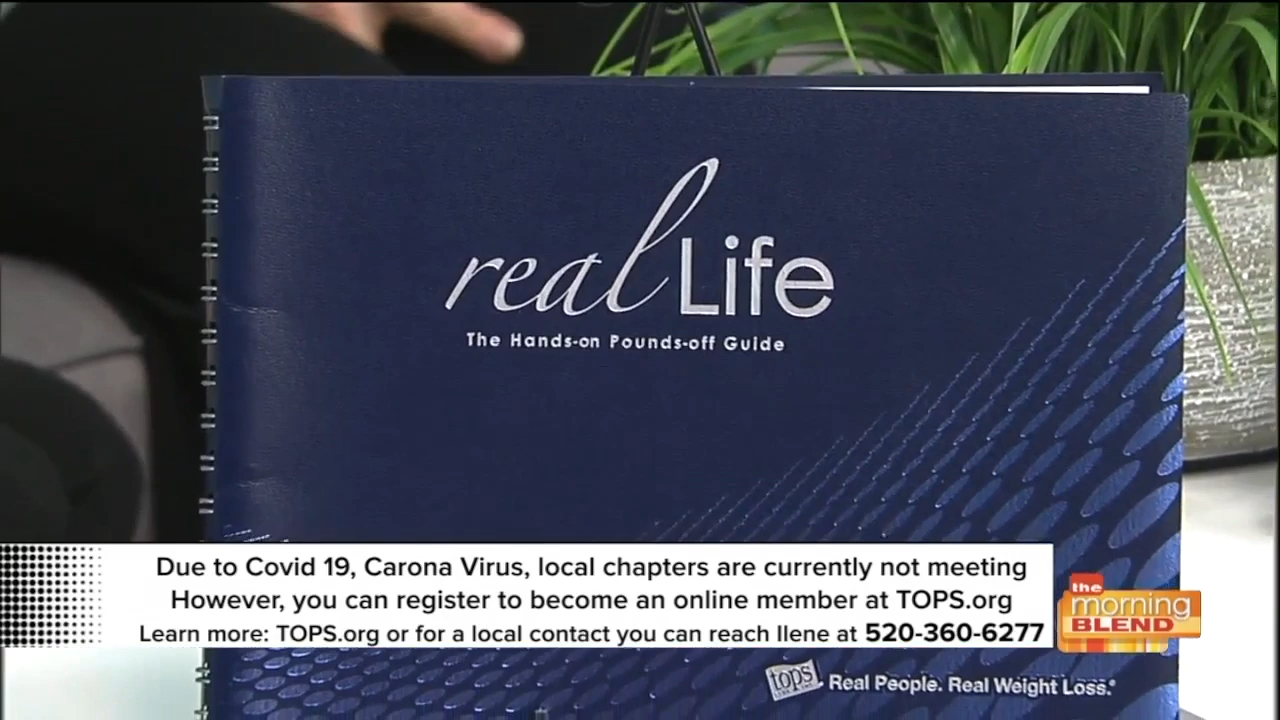 real Life
The Hands-on Pounds-off Guide
Due to Covid 19, Carona Virus, local chapters are currently not meeting
However, you can register to become an online member at TOPS.org
Learn more: TOPS.org or for a local contact you can reach Ilene at 520-360-6277
the
morning
BLEND
tops Real People. Real Weight Loss.®